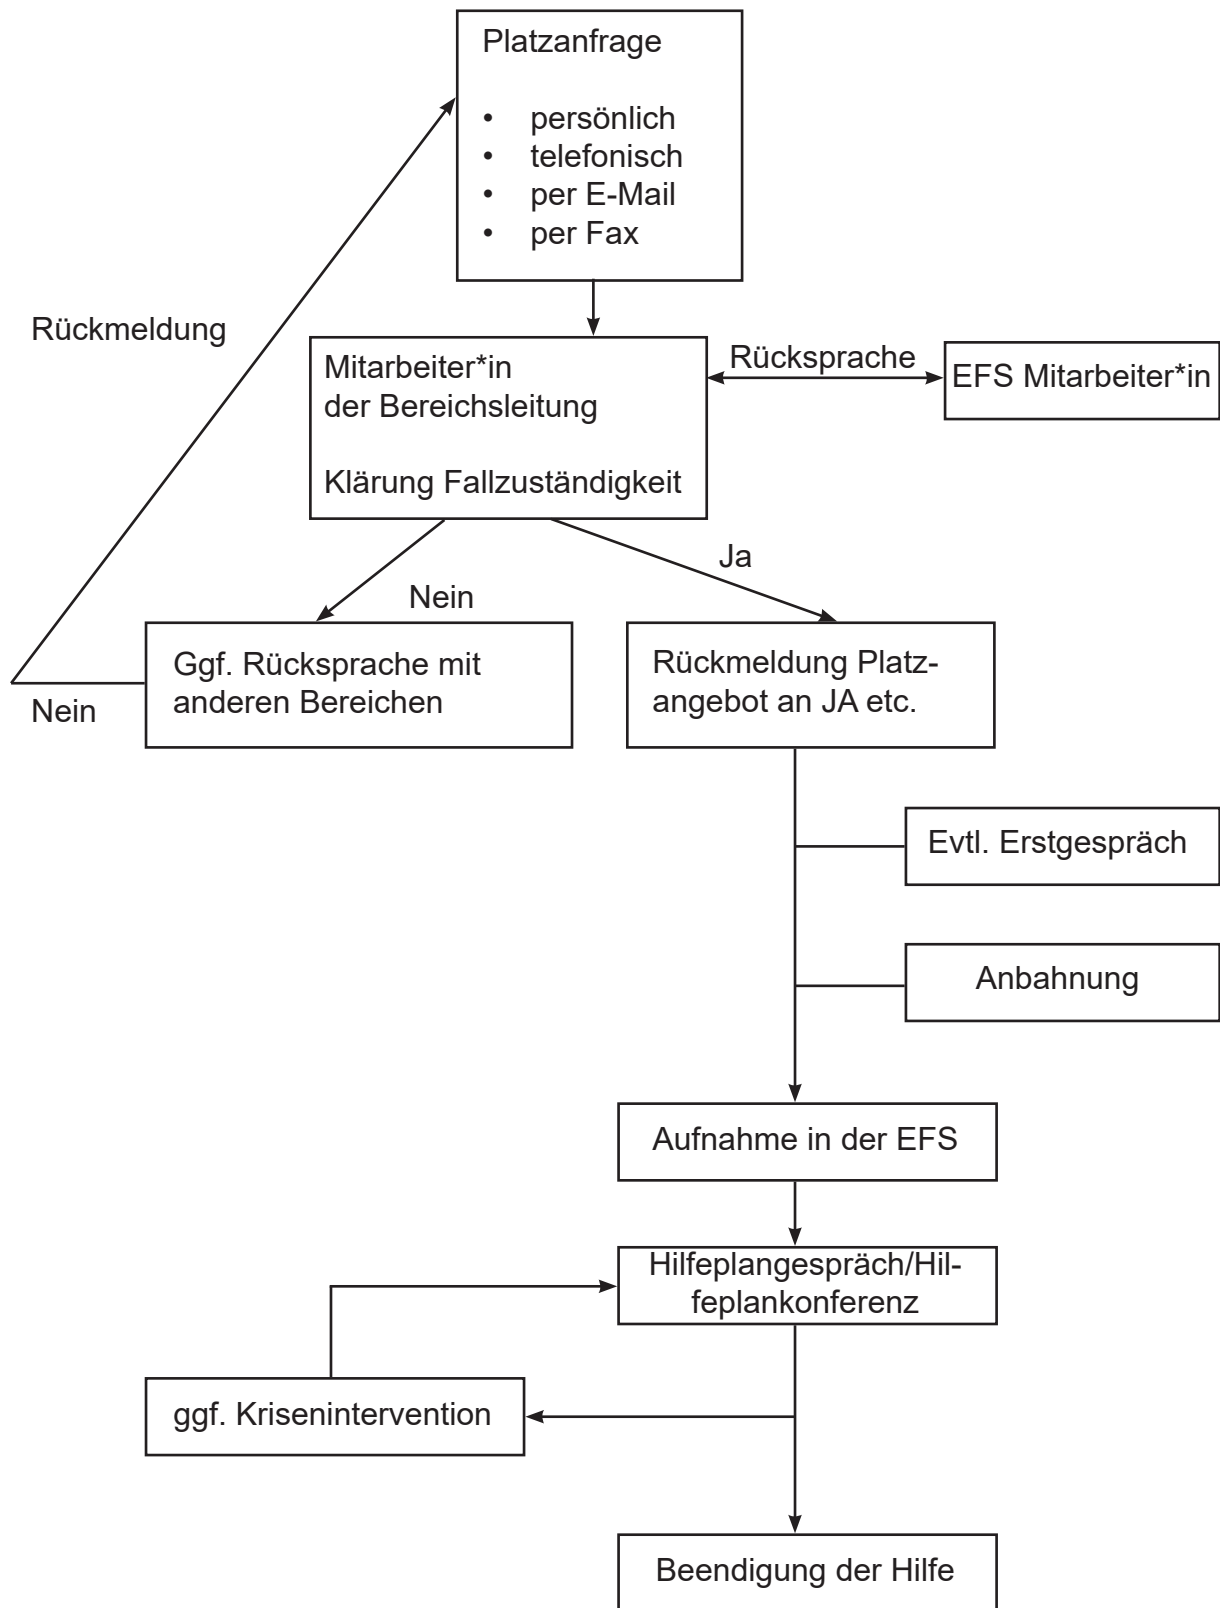 Platzanfrage
• persönlich
• telefonisch
• per E-Mail
• per Fax
Rückmeldung
Mitarbeiter*in
der Bereichsleitung
Klärung Fallzuständigkeit
Rücksprache
EFS Mitarbeiter*in
Ja
Nein
Ggf. Rücksprache mit
anderen Bereichen
Nein
Rückmeldung Platz-
angebot an JA etc.
Evtl. Erstgespräch
Anbahnung
Aufnahme in der EFS
Hilfeplangespräch/Hil-
feplankonferenz
ggf. Krisenintervention
Beendigung der Hilfe